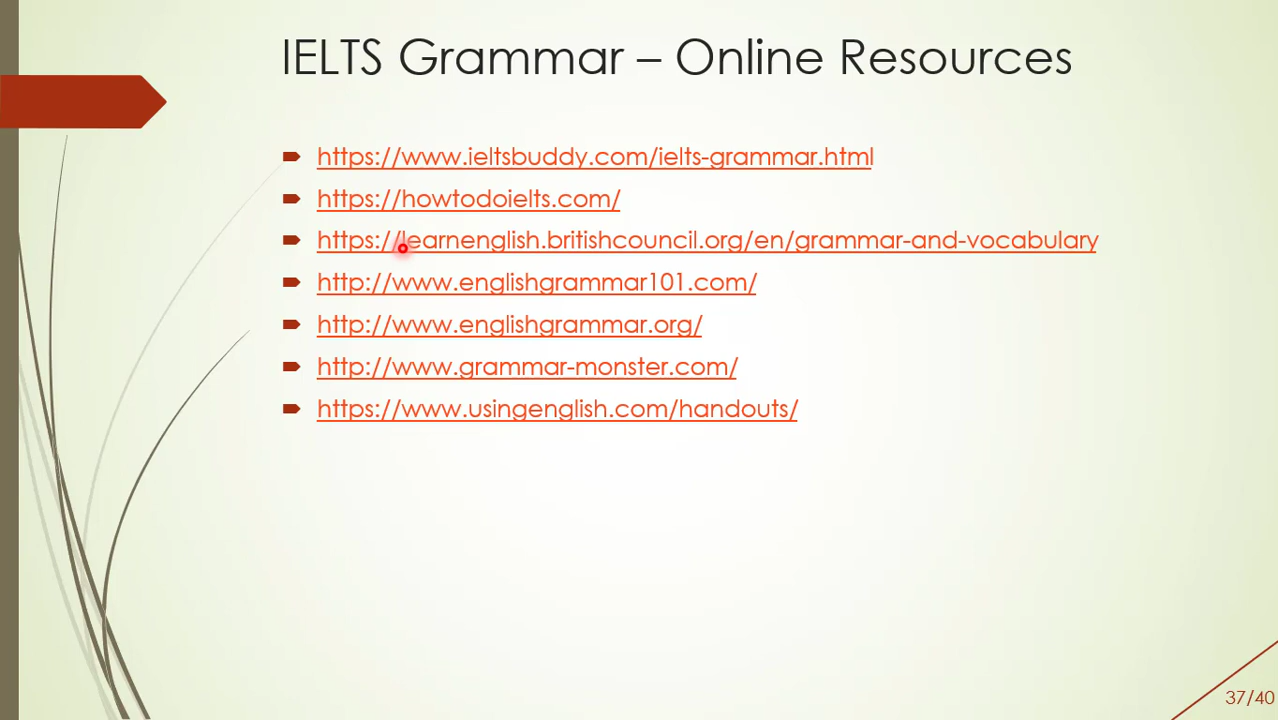 IELTS Grammar – Online Resources
https://www.ieltsbuddy.com/ielts-grammar.html
https://howtodoielts.com/
https://learnenglish.britishcouncil.org/en/grammar-and-vocabulary
http://www.englishgrammar101.com/
http://www.englishgrammar.org/
http://www.grammar-monster.com/
https://www.usingenglish.com/handouts/
37/40